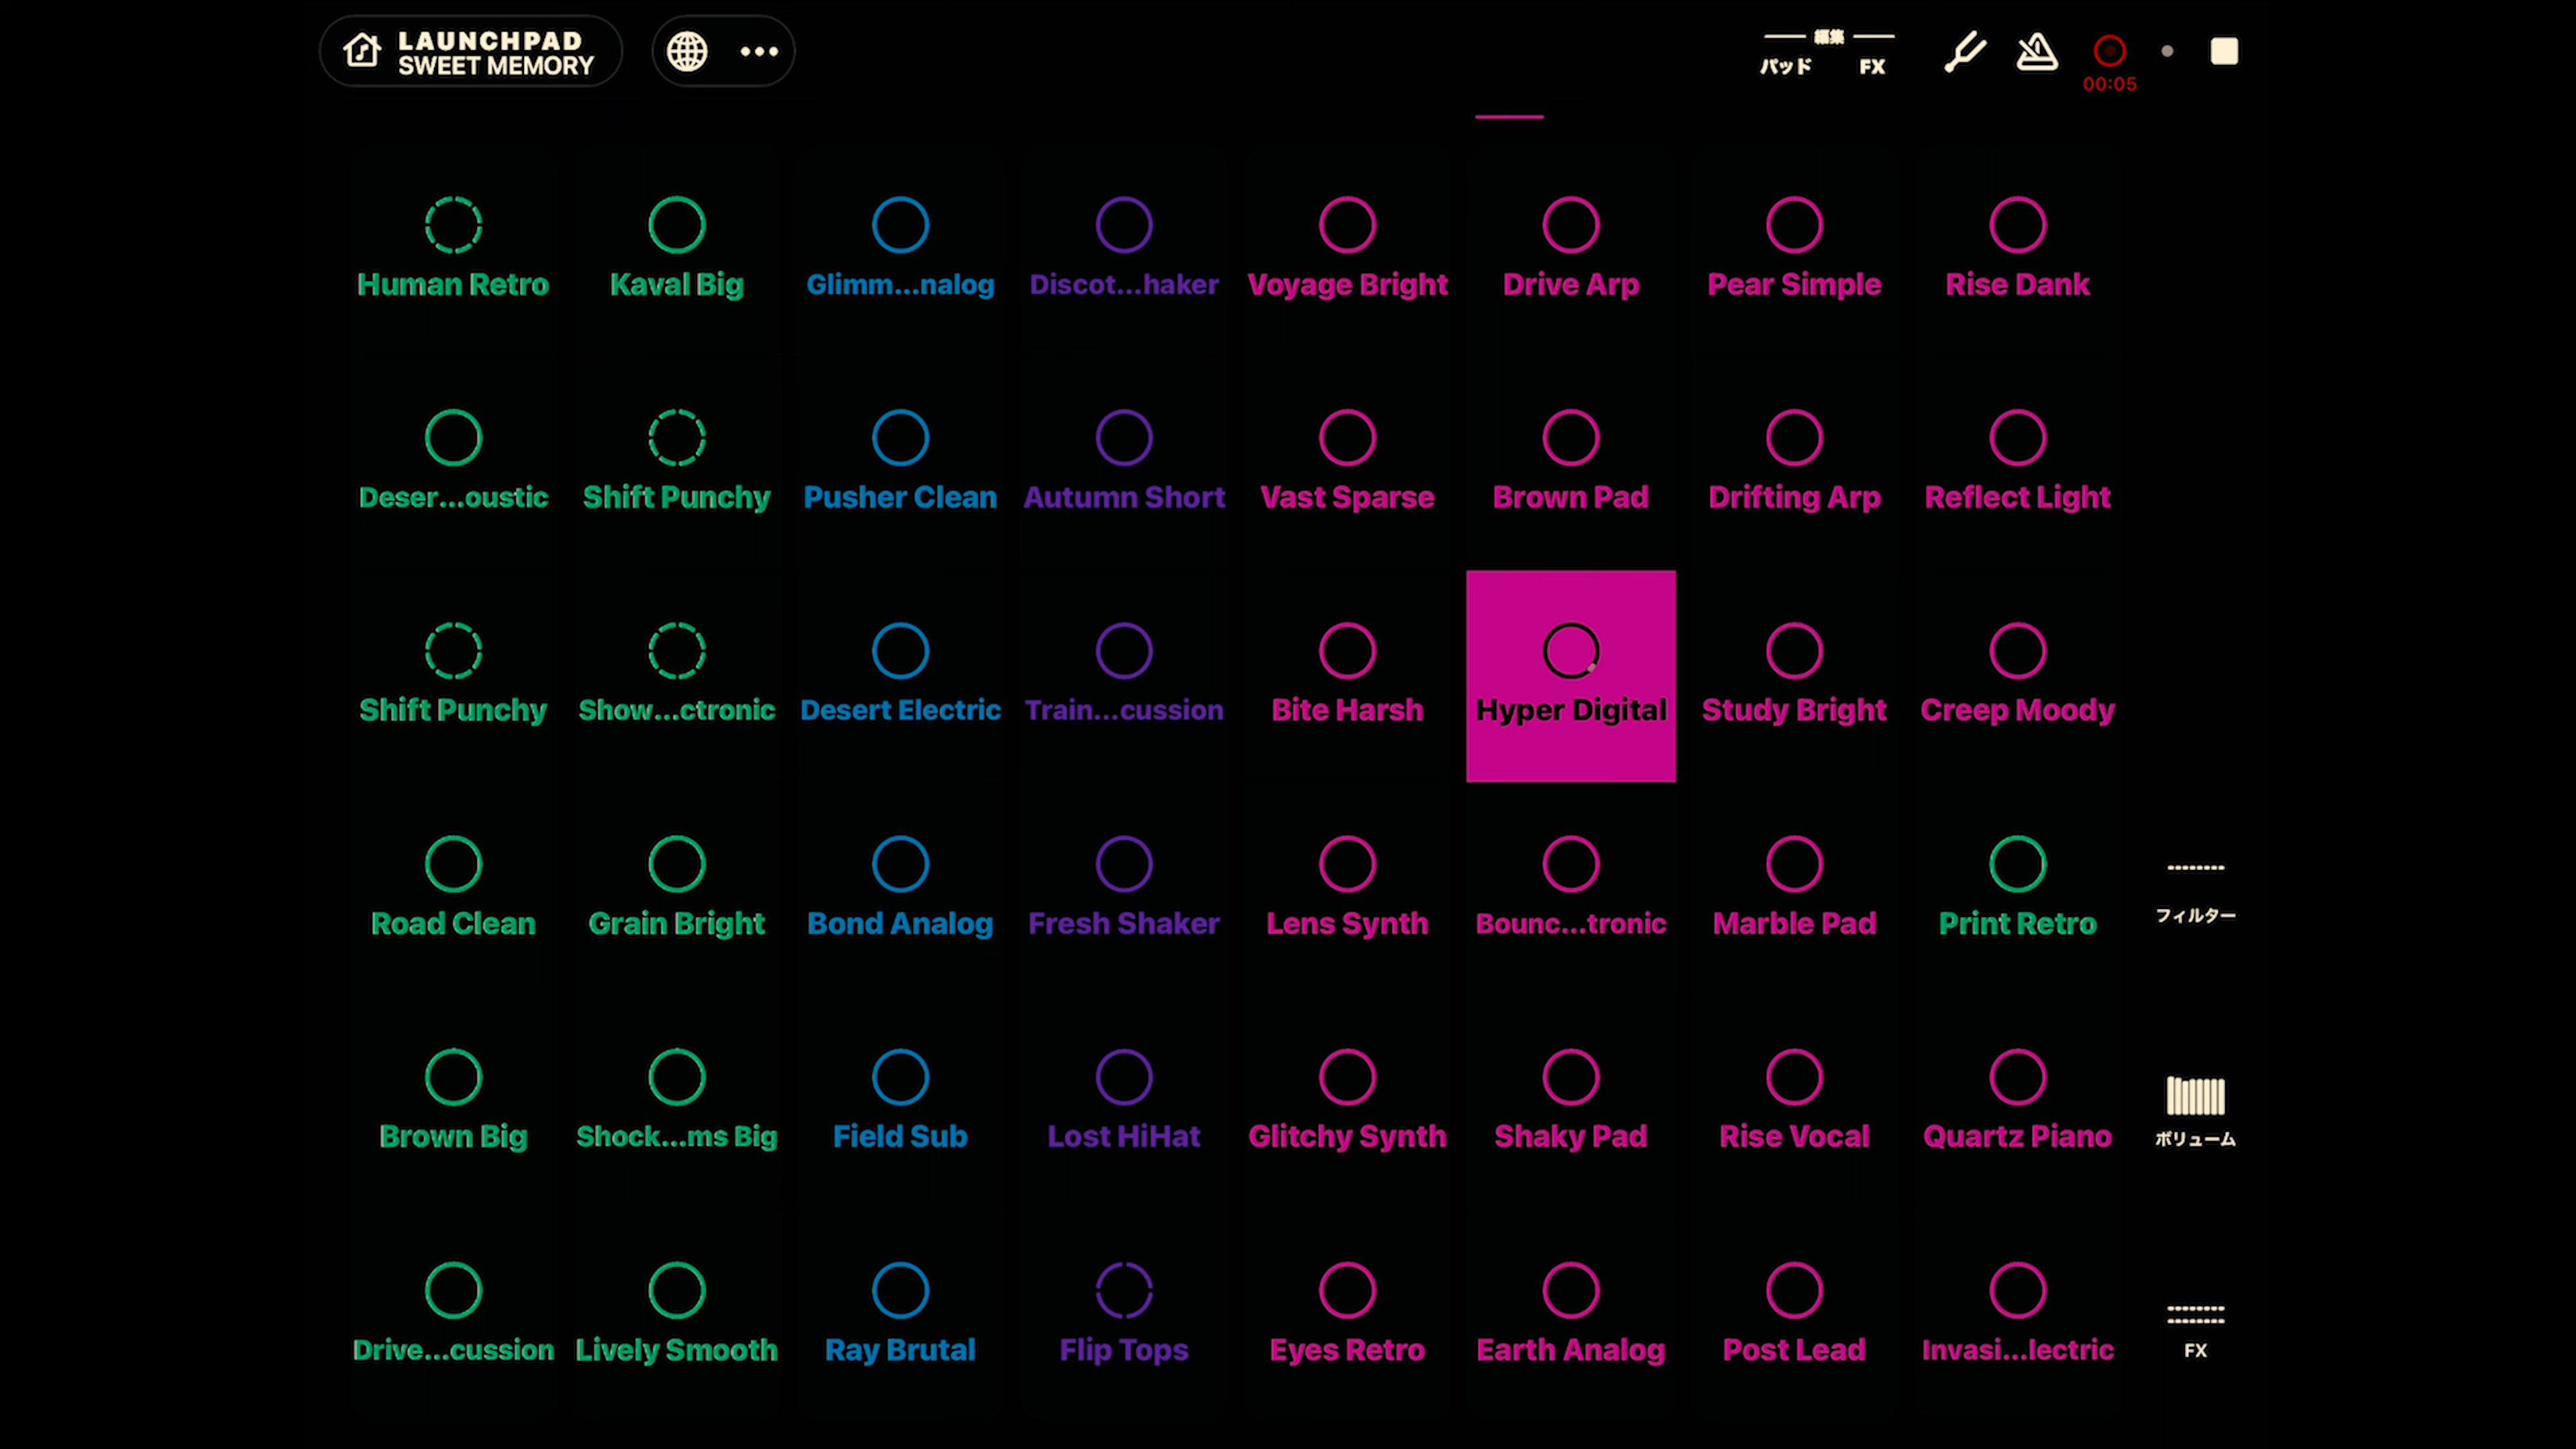 LAUNCHPAD
SWEET MEMORY
編集
パッド FX
00:05
Human Retro Kaval Big Glimm...nalog Discot...haker Voyage Bright Drive Arp Pear Simple Rise Dank
Deser...oustic Shift Punchy Pusher Clean Autumn Short Vast Sparse Brown Pad Drifting Arp Reflect Light
Shift Punchy Show...ctronic Desert Electric Train...cussion Bite Harsh Hyper Digital Study Bright Creep Moody
Road Clean Grain Bright Bond Analog Fresh Shaker Lens Synth Bounc...tronic Marble Pad Print Retro フィルター
Brown Big Shock...ms Big Field Sub Lost HiHat Glitchy Synth Shaky Pad Rise Vocal Quartz Piano ボリューム
Drive...cussion Lively Smooth Ray Brutal Flip Tops Eyes Retro Earth Analog Post Lead Invasi...lectric FX